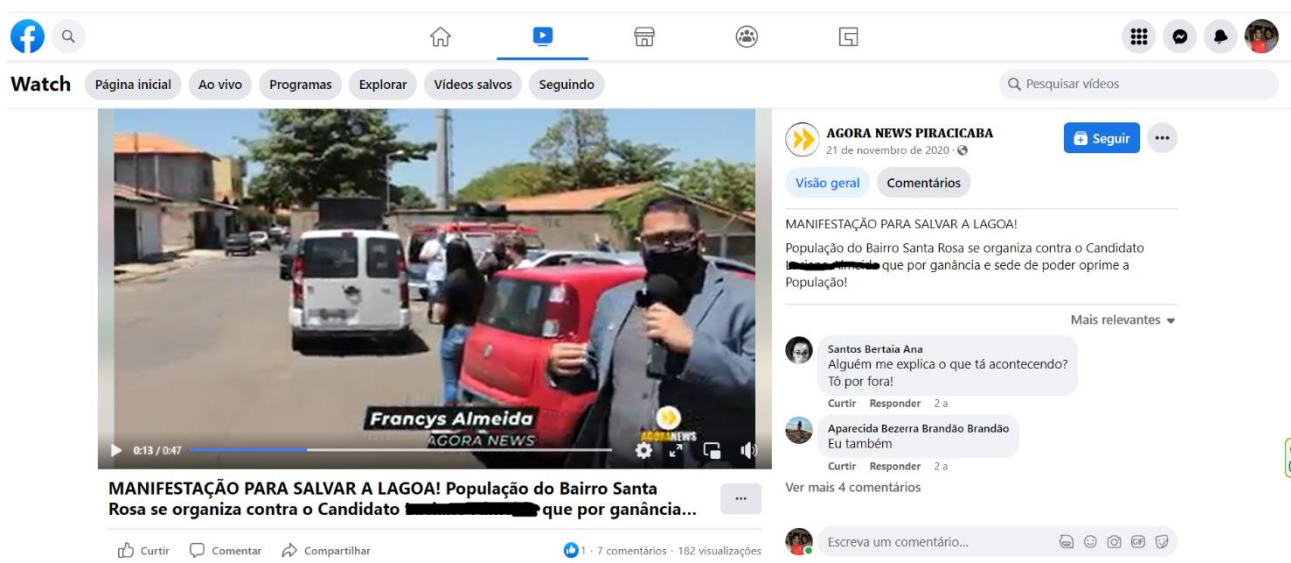 Watch
Página inicial
Ao vivo
Programas
Explorar
Vídeos salvos
Seguindo
Pesquisar vídeos
Francys Almeida
AGORA NEWS
AGORANEWS
0:13 / 0:47
MANIFESTAÇÃO PARA SALVAR A LAGOA! População do Bairro Santa
Rosa se organiza contra o Candidato que por ganância...
Curtir
Comentar
Compartilhar
1 · 7 comentários · 182 visualizações
AGORA NEWS PIRACICABA
21 de novembro de 2020 ·
Seguir
Visão geral
Comentários
MANIFESTAÇÃO PARA SALVAR A LAGOA!
População do Bairro Santa Rosa se organiza contra o Candidato
que por ganância e sede de poder oprime a
População!
Mais relevantes
Santos Bertaia Ana
Alguém me explica o que tá acontecendo?
Tô por fora!
Curtir Responder 2 a
Aparecida Bezerra Brandão Brandão
Eu também
Curtir Responder 2 a
Ver mais 4 comentários
Escreva um comentário...
GIF